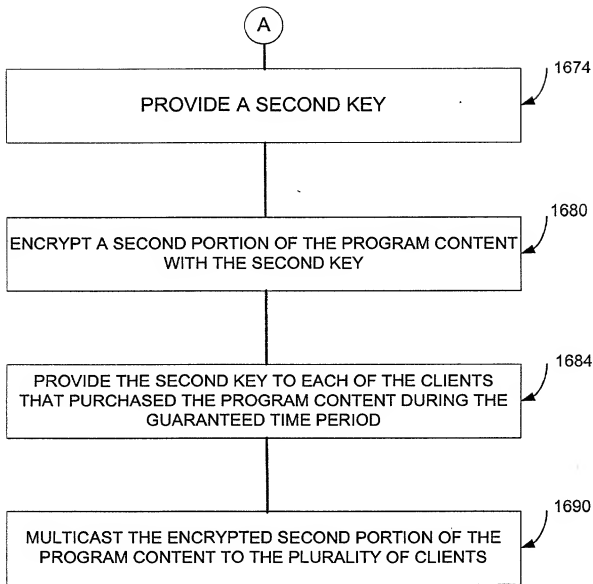 A
1674
PROVIDE A SECOND KEY
1680
ENCRYPT A SECOND PORTION OF THE PROGRAM CONTENT
WITH THE SECOND KEY
1684
PROVIDE THE SECOND KEY TO EACH OF THE CLIENTS
THAT PURCHASED THE PROGRAM CONTENT DURING THE
GUARANTEED TIME PERIOD
1690
MULTICAST THE ENCRYPTED SECOND PORTION OF THE
PROGRAM CONTENT TO THE PLURALITY OF CLIENTS